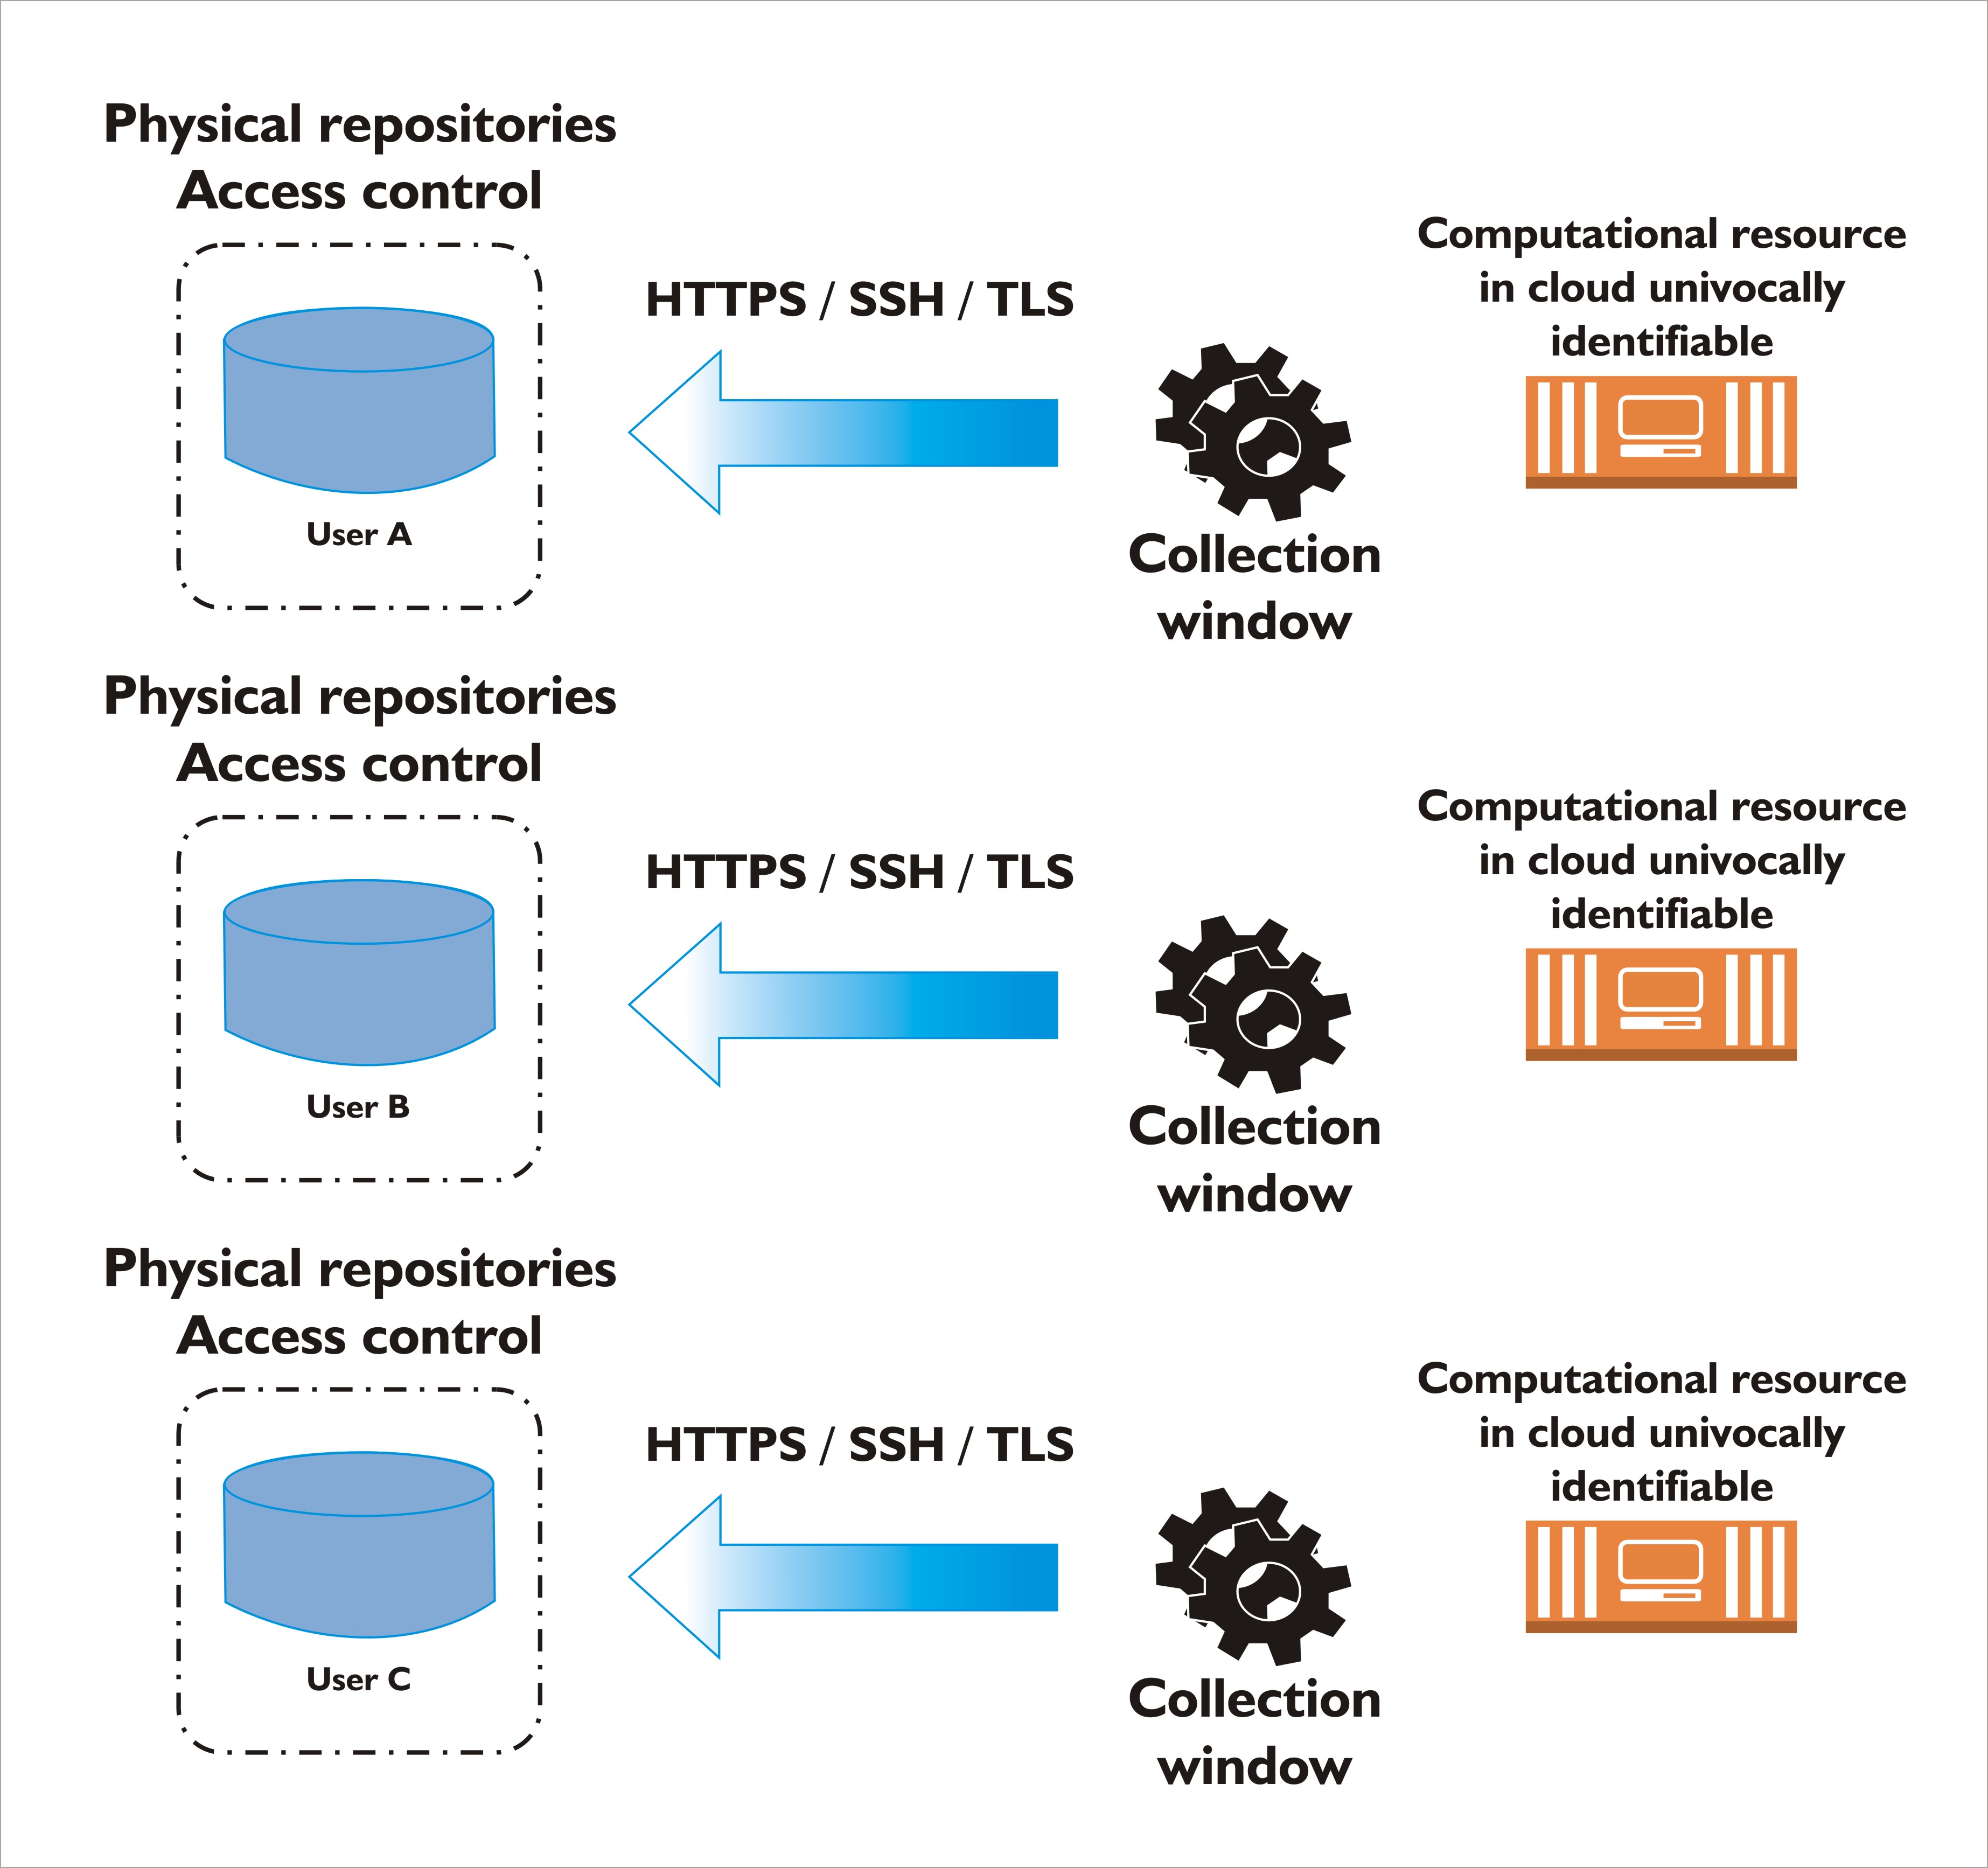 Physical repositories
Access control
User A
HTTPS / SSH / TLS
Collection
window
Computational resource
in cloud univocally
identifiable
Physical repositories
Access control
User B
HTTPS / SSH / TLS
Collection
window
Computational resource
in cloud univocally
identifiable
Physical repositories
Access control
User C
HTTPS / SSH / TLS
Collection
window
Computational resource
in cloud univocally
identifiable